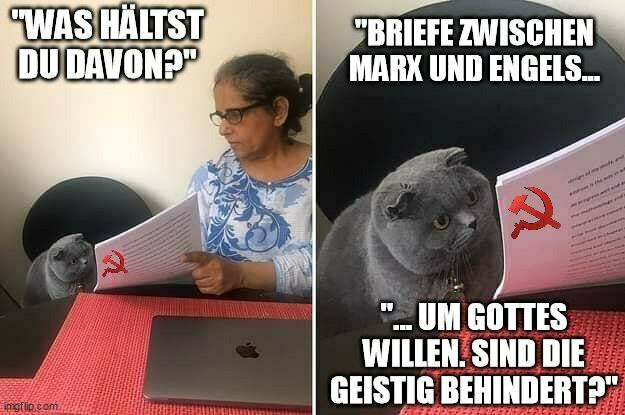 "WAS HÄLTST
DU DAVON?"
"BRIEFE ZWISCHEN
MARX UND ENGELS...
"... UM GOTTES
WILLEN. SIND DIE
GEISTIG BEHINDERT?"
imgflip.com